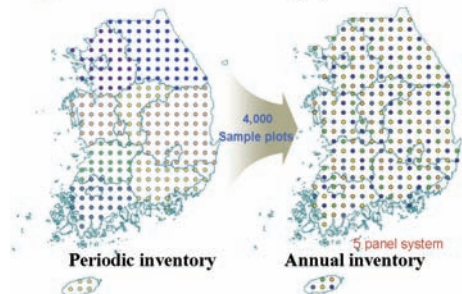 4,000
Sample plots
5 panel system
Periodic inventory
Annual inventory